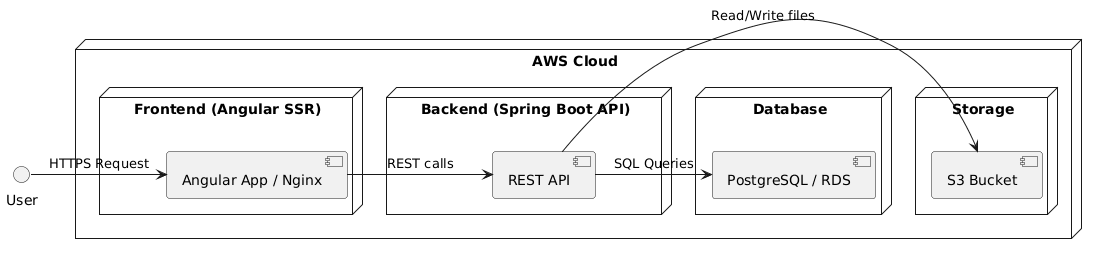 Read/Write files
AWS Cloud
Frontend (Angular SSR)
Backend (Spring Boot API)
Database
Storage
HTTPS Request
REST calls
SQL Queries
Angular App / Nginx
REST API
PostgreSQL / RDS
S3 Bucket
User